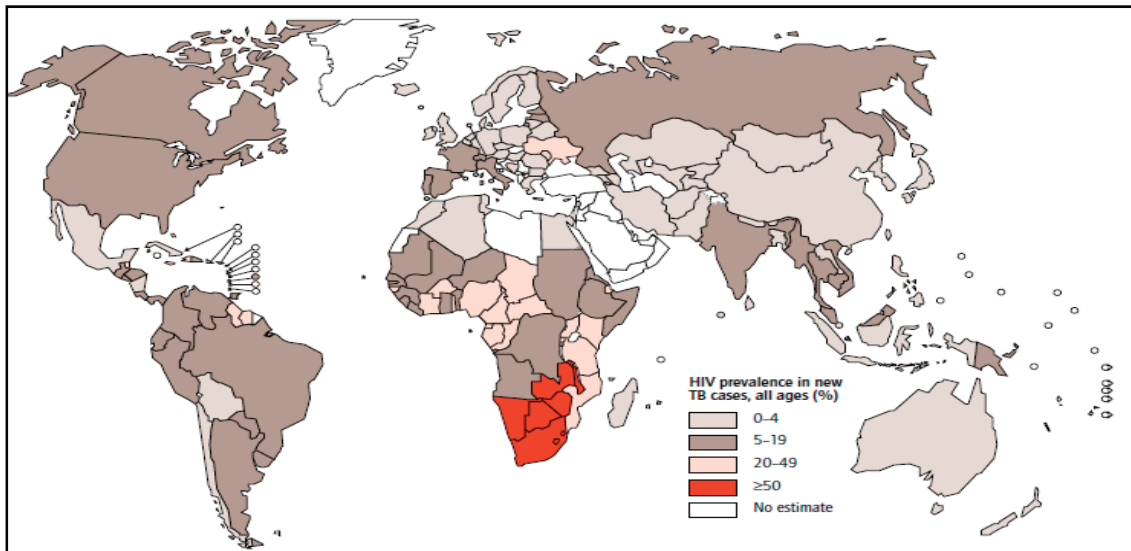 HIV prevalence in new
TB cases, all ages (%)
0–4
5–19
20–49
≥50
No estimate